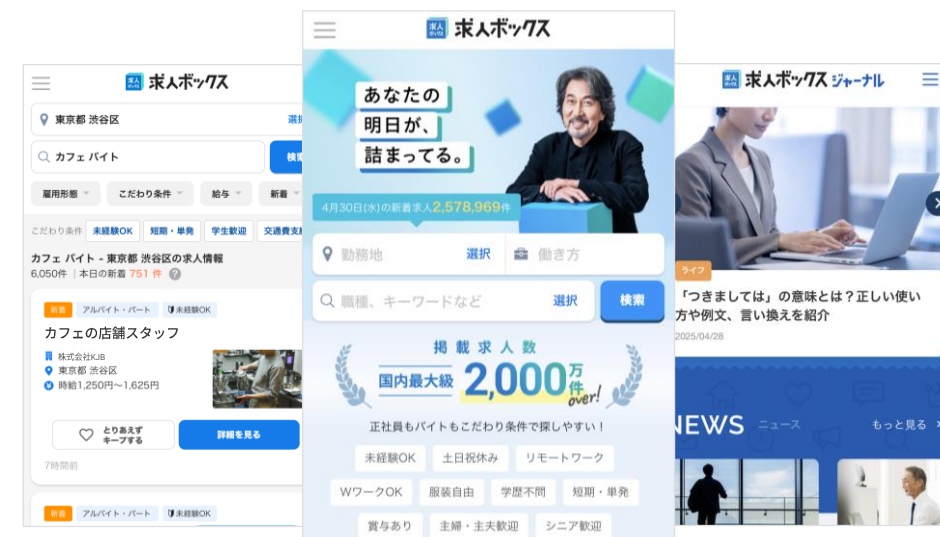 求人ボックス
東京都 渋谷区
選択
カフェ バイト
検索
雇用形態
こだわり条件
給与
新着
こだわり条件
未経験OK
短期・単発
学生歓迎
交通費支
カフェ バイト - 東京都 渋谷区の求人情報
6,050件 | 本日の新着 751 件 ?
新着 アルバイト・パート 未経験OK
カフェの店舗スタッフ
株式会社KJB
東京都 渋谷区
時給1,250円〜1,625円
とりあえず
キープする
詳細を見る
7時間前
新着 アルバイト・パート 未経験OK
求人ボックス
あなたの
明日が、
詰まってる。
4月30日(水)の新着求人2,578,969件
勤務地
選択
働き方
職種、キーワードなど
選択
検索
掲載求人数
国内最大級
2,000万件
over!
正社員もバイトもこだわり条件で探しやすい！
未経験OK
土日祝休み
リモートワーク
WワークOK
服装自由
学歴不問
短期・単発
賞与あり
主婦・主夫歓迎
シニア歓迎
求人ボックス ジャーナル
ライフ
「つきましては」の意味とは？正しい使い
方や例文、言い換えを紹介
2025/04/28
NEWS ニュース
もっと見る